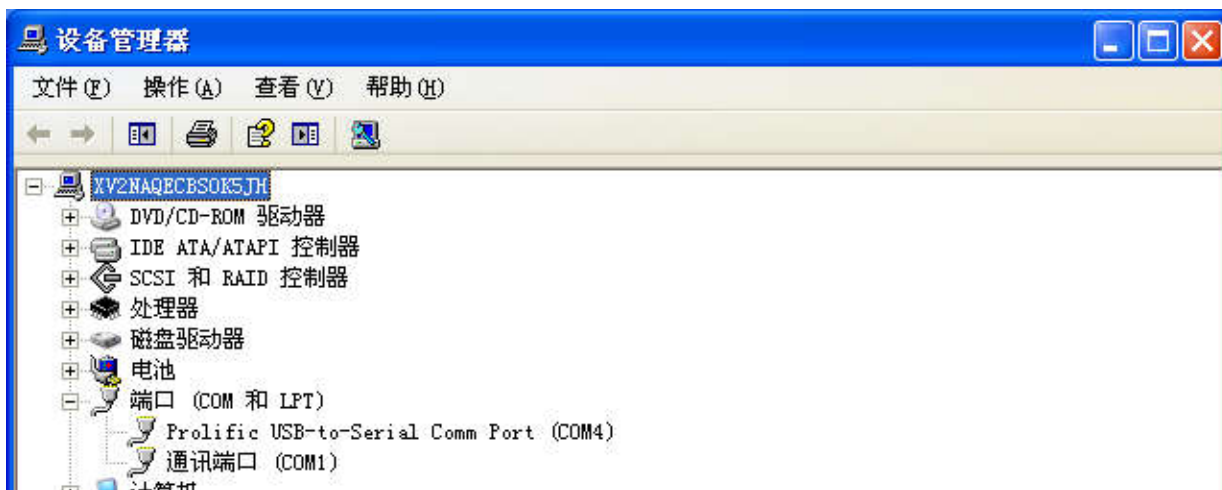 设备管理器
文件(F) 操作(A) 查看(V) 帮助(H)
XV2NAQECBSOK5JH
DVD/CD-ROM 驱动器
IDE ATA/ATAPI 控制器
SCSI 和 RAID 控制器
处理器
磁盘驱动器
电池
端口 (COM 和 LPT)
Prolific USB-to-Serial Comm Port (COM4)
通讯端口 (COM1)
计算机